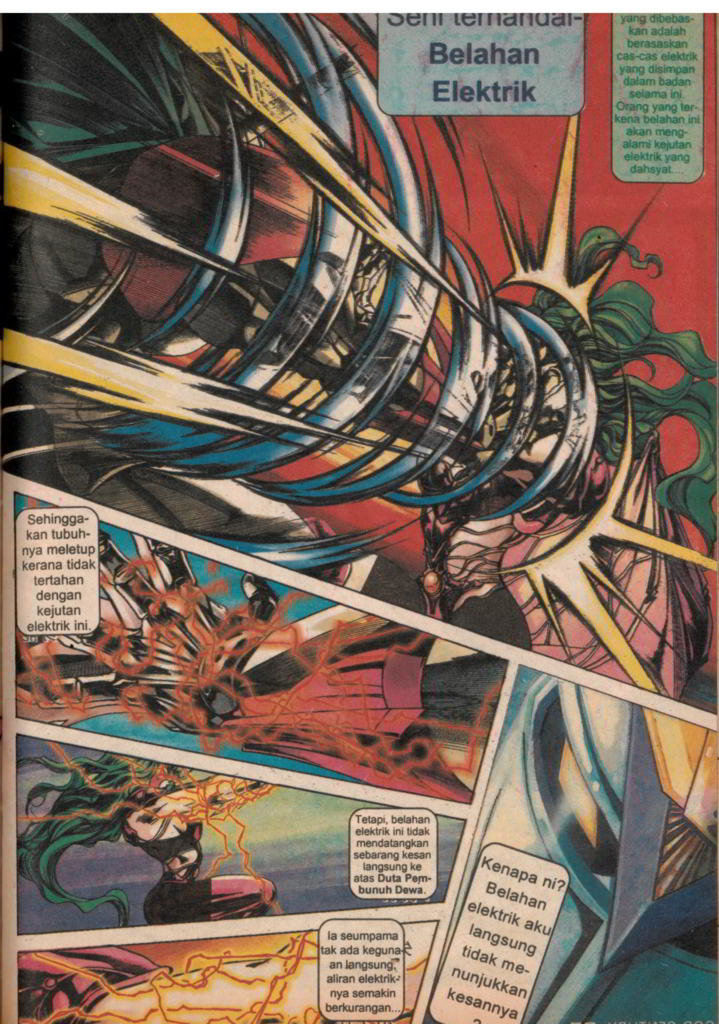 Seni terhandal-
Belahan
Elektrik
yang dibebas-
kan adalah
berasaskan
cas-cas elektrik
yang disimpan
dalam badan
selama ini.
Orang yang ter-
kena belahan ini
akan meng-
alami kejutan
elektrik yang
dahsyat....
Sehingga-
kan tubuh-
nya meletup
kerana tidak
tertahan
dengan
kejutan
elektrik ini.
Tetapi, belahan
elektrik ini tidak
mendatangkan
sebarang kesan
langsung ke
atas Duta Pem-
bunuh Dewa.
Kenapa ni?
Belahan
elektrik aku
langsung
tidak me-
nunjukkan
kesannya
?
Ia seumpama
tak ada keguna-
an langsung,
aliran elektrik-
nya semakin
berkurangan...